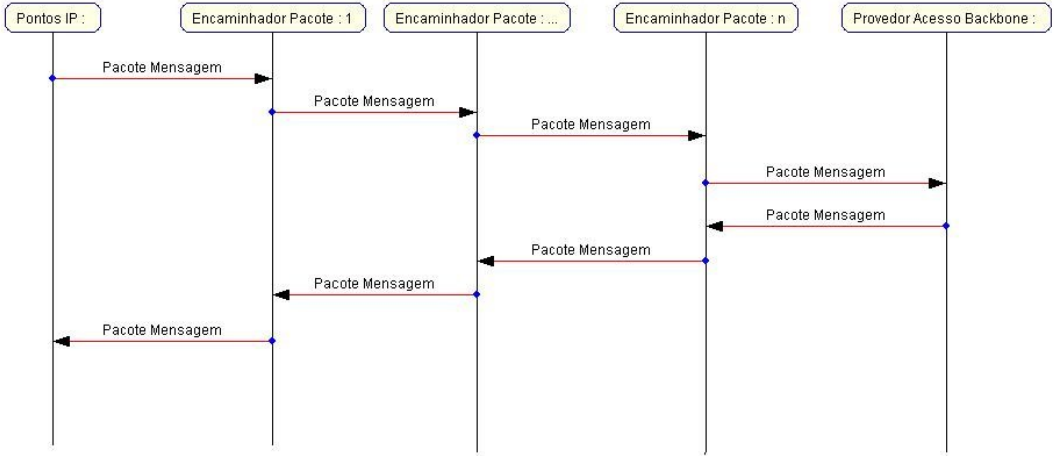 Pontos IP :
Encaminhador Pacote : 1
Encaminhador Pacote : ...
Encaminhador Pacote : n
Provedor Acesso Backbone :
Pacote Mensagem
Pacote Mensagem
Pacote Mensagem
Pacote Mensagem
Pacote Mensagem
Pacote Mensagem
Pacote Mensagem
Pacote Mensagem